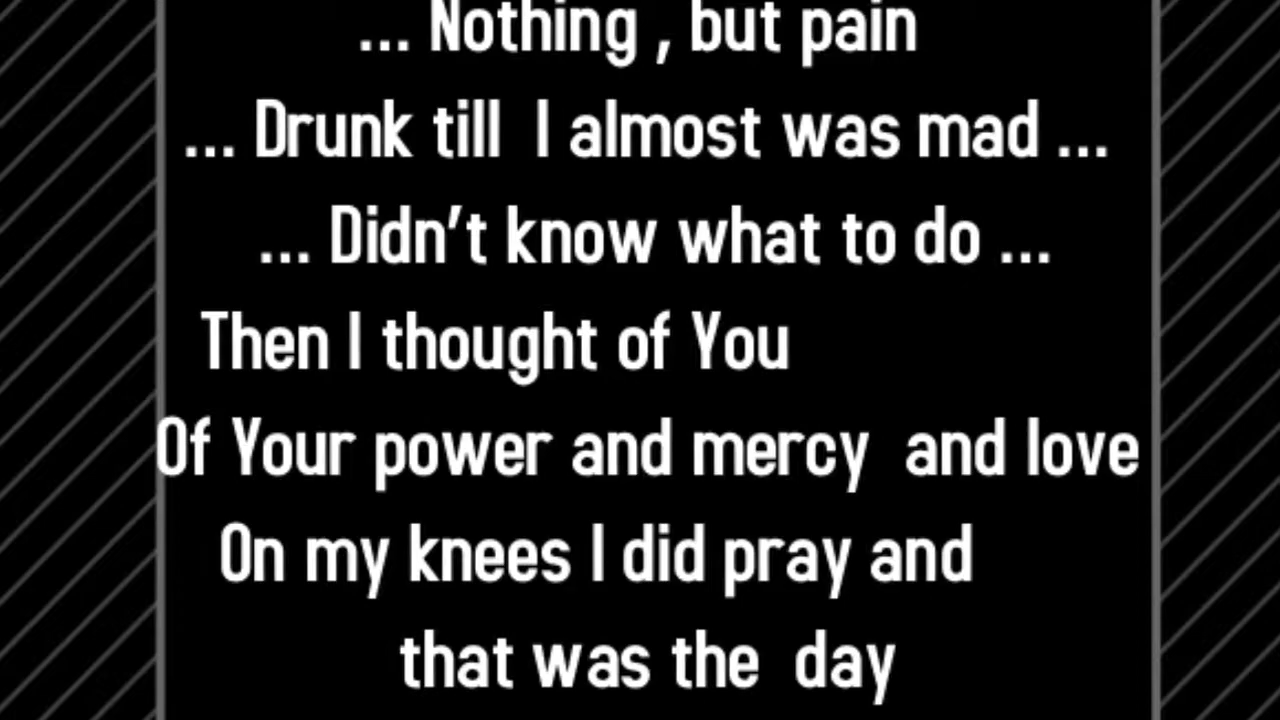 ... Nothing , but pain
... Drunk till I almost was mad ...
... Didn't know what to do ...
Then I thought of You
Of Your power and mercy and love
On my knees I did pray and
that was the day